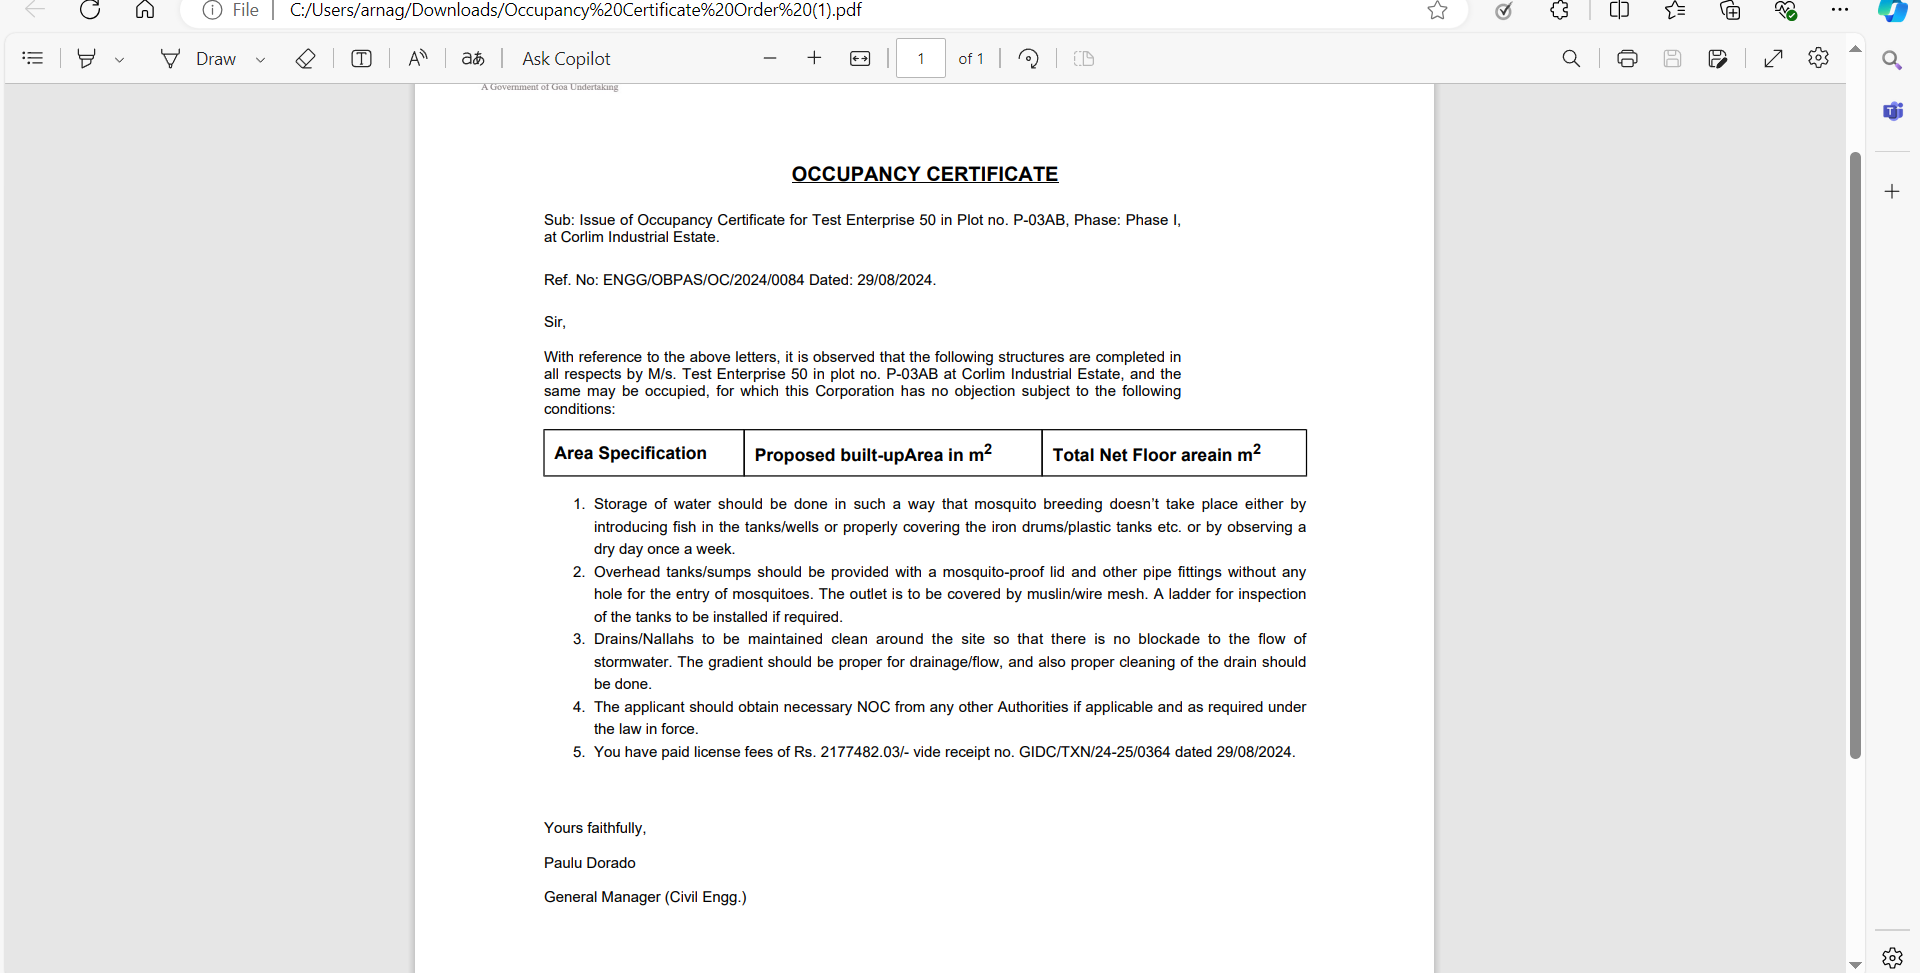 File
C:/Users/arnag/Downloads/Occupancy%20Certificate%20Order%20(1).pdf
Draw
Ask Copilot
1 of 1
A Government of Goa Undertaking
OCCUPANCY CERTIFICATE
Sub: Issue of Occupancy Certificate for Test Enterprise 50 in Plot no. P-03AB, Phase: Phase I,
at Corlim Industrial Estate.
Ref. No: ENGG/OBPAS/OC/2024/0084 Dated: 29/08/2024.
Sir,
With reference to the above letters, it is observed that the following structures are completed in
all respects by M/s. Test Enterprise 50 in plot no. P-03AB at Corlim Industrial Estate, and the
same may be occupied, for which this Corporation has no objection subject to the following
conditions:
Area Specification Proposed built-upArea in m² Total Net Floor areain m²
1. Storage of water should be done in such a way that mosquito breeding doesn’t take place either by
introducing fish in the tanks/wells or properly covering the iron drums/plastic tanks etc. or by observing a
dry day once a week.
2. Overhead tanks/sumps should be provided with a mosquito-proof lid and other pipe fittings without any
hole for the entry of mosquitoes. The outlet is to be covered by muslin/wire mesh. A ladder for inspection
of the tanks to be installed if required.
3. Drains/Nallahs to be maintained clean around the site so that there is no blockade to the flow of
stormwater. The gradient should be proper for drainage/flow, and also proper cleaning of the drain should
be done.
4. The applicant should obtain necessary NOC from any other Authorities if applicable and as required under
the law in force.
5. You have paid license fees of Rs. 2177482.03/- vide receipt no. GIDC/TXN/24-25/0364 dated 29/08/2024.
Yours faithfully,
Paulu Dorado
General Manager (Civil Engg.)